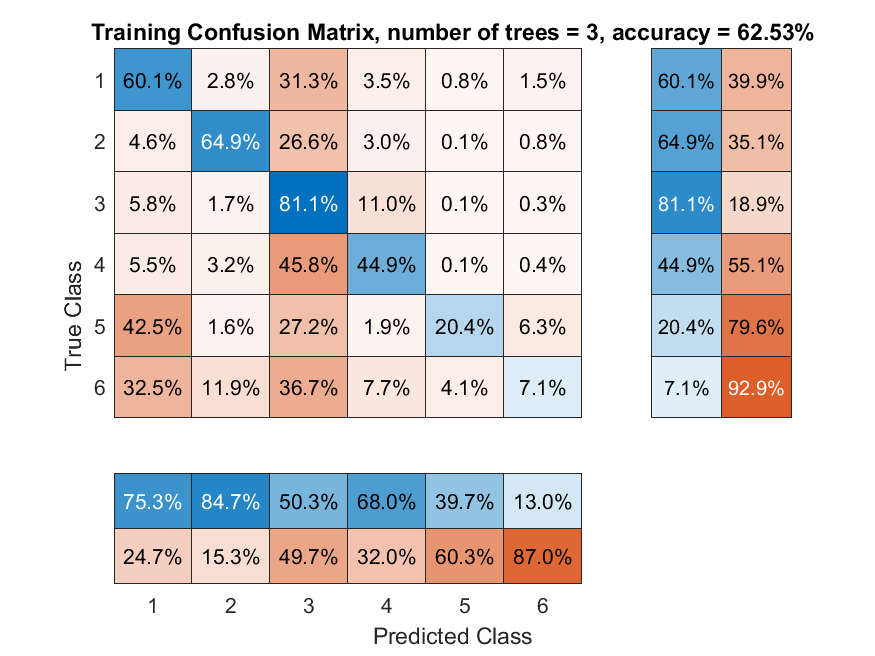 Training Confusion Matrix, number of trees = 3, accuracy = 62.53%
1 60.1% 2.8% 31.3% 3.5% 0.8% 1.5% 60.1% 39.9%
2 4.6% 64.9% 26.6% 3.0% 0.1% 0.8% 64.9% 35.1%
3 5.8% 1.7% 81.1% 11.0% 0.1% 0.3% 81.1% 18.9%
4 5.5% 3.2% 45.8% 44.9% 0.1% 0.4% 44.9% 55.1%
5 42.5% 1.6% 27.2% 1.9% 20.4% 6.3% 20.4% 79.6%
6 32.5% 11.9% 36.7% 7.7% 4.1% 7.1% 7.1% 92.9%
True Class
75.3% 84.7% 50.3% 68.0% 39.7% 13.0%
24.7% 15.3% 49.7% 32.0% 60.3% 87.0%
1 2 3 4 5 6
Predicted Class